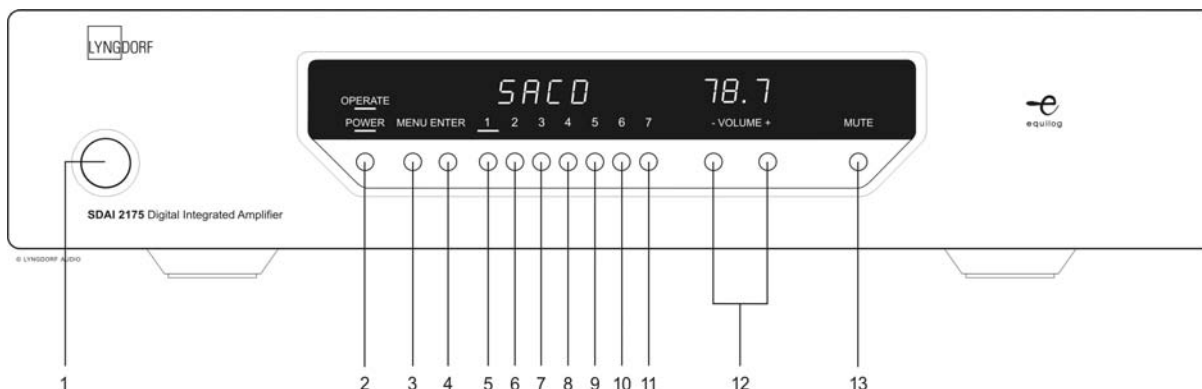 LYNGDORF
SACD 78.7
OPERATE
POWER MENU ENTER 1 2 3 4 5 6 7 - VOLUME + MUTE
e
equilog
SDAI 2175 Digital Integrated Amplifier
© LYNGDORF AUDIO
1 2 3 4 5 6 7 8 9 10 11 12 13